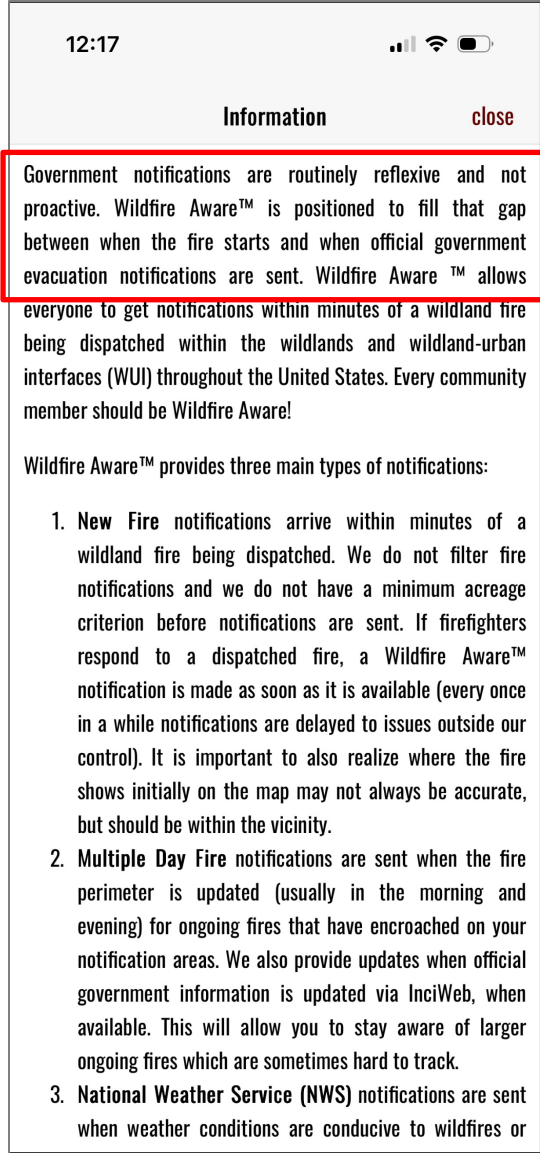 12:17
Information
close
Government notifications are routinely reflexive and not
proactive. Wildfire Aware™ is positioned to fill that gap
between when the fire starts and when official government
evacuation notifications are sent. Wildfire Aware ™ allows
everyone to get notifications within minutes of a wildland fire
being dispatched within the wildlands and wildland-urban
interfaces (WUI) throughout the United States. Every community
member should be Wildfire Aware!
Wildfire Aware™ provides three main types of notifications:
1. New Fire notifications arrive within minutes of a
wildland fire being dispatched. We do not filter fire
notifications and we do not have a minimum acreage
criterion before notifications are sent. If firefighters
respond to a dispatched fire, a Wildfire Aware™
notification is made as soon as it is available (every once
in a while notifications are delayed to issues outside our
control). It is important to also realize where the fire
shows initially on the map may not always be accurate,
but should be within the vicinity.
2. Multiple Day Fire notifications are sent when the fire
perimeter is updated (usually in the morning and
evening) for ongoing fires that have encroached on your
notification areas. We also provide updates when official
government information is updated via InciWeb, when
available. This will allow you to stay aware of larger
ongoing fires which are sometimes hard to track.
3. National Weather Service (NWS) notifications are sent
when weather conditions are conducive to wildfires or